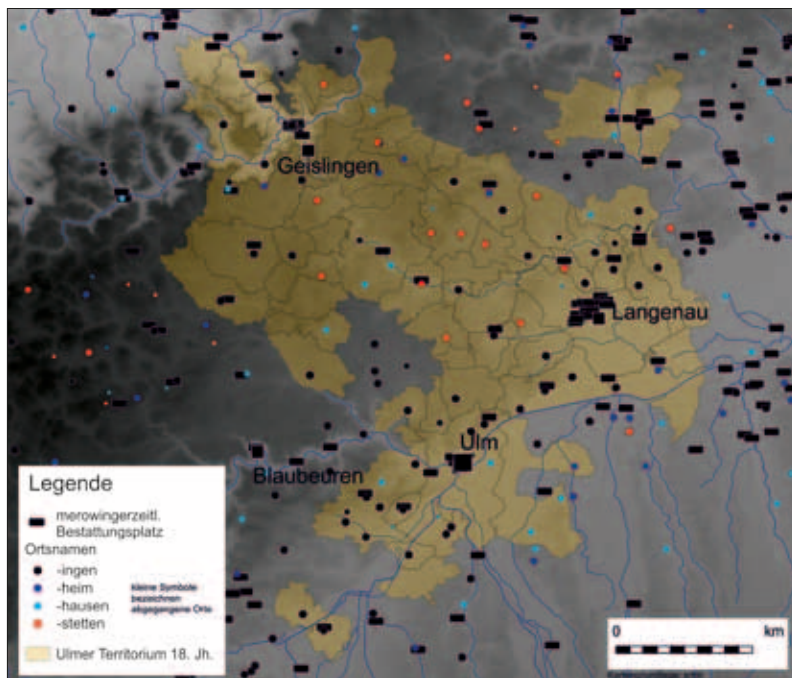 Geislingen
Langenau
Ulm
Blaubeuren
Legende
merowingerzeitl.
Bestattungsplatz
Ortsnamen
-ingen
-heim
-hausen
-stetten
kleine Symbole
bezeichnen
abgegangene Orte
Ulmer Territorium 18. Jh.
0 km